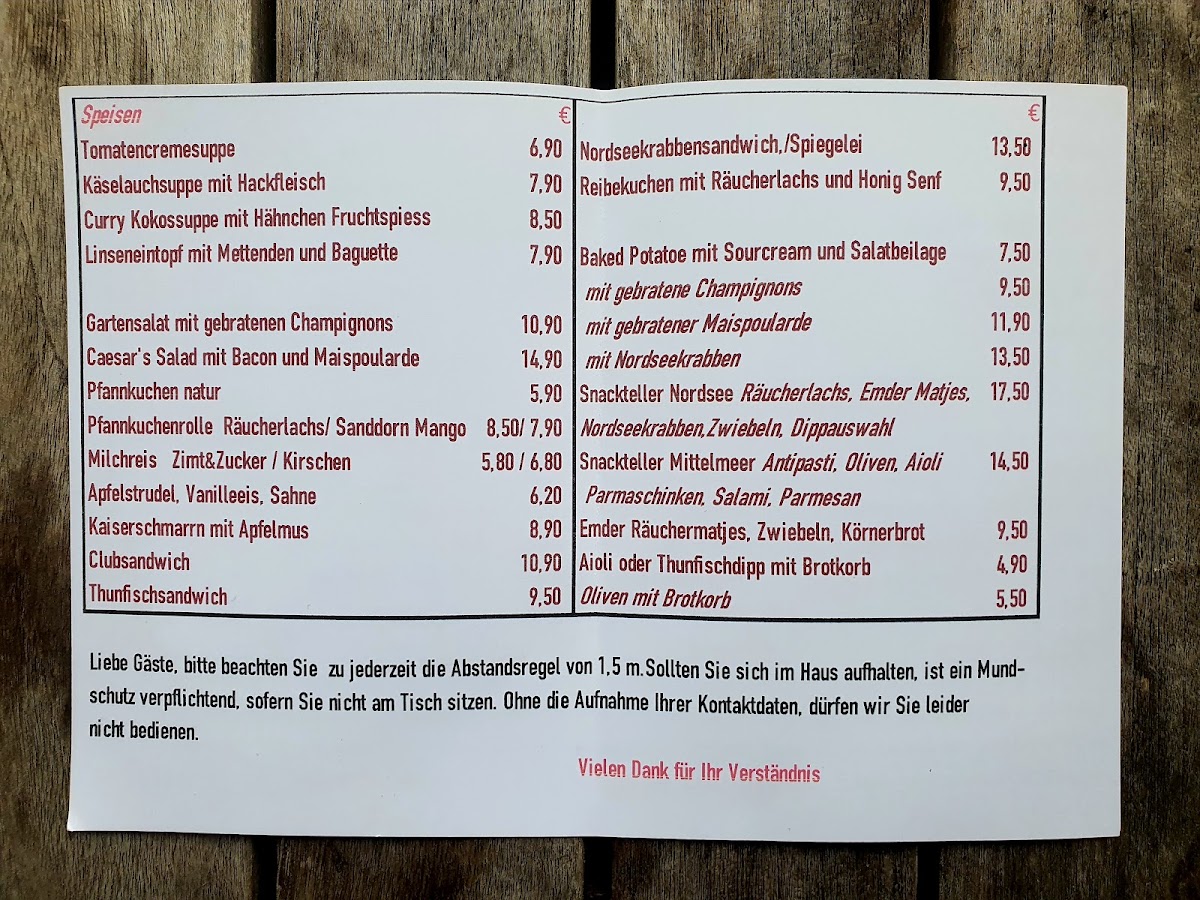 Speisen €
Tomatencremesuppe 6,90
Käselauchsuppe mit Hackfleisch 7,90
Curry Kokossuppe mit Hähnchen Fruchtspiess 8,50
Linseneintopf mit Mettenden und Baguette 7,90
Gartensalat mit gebratenen Champignons 10,90
Caesar's Salad mit Bacon und Maispoularde 14,90
Pfannkuchen natur 5,90
Pfannkuchenrolle Räucherlachs/ Sanddorn Mango 8,50/ 7,90
Milchreis Zimt&Zucker / Kirschen 5,80 / 6,80
Apfelstrudel, Vanilleeis, Sahne 6,20
Kaiserschmarrn mit Apfelmus 8,90
Clubsandwich 10,90
Thunfischsandwich 9,50
€
Nordseekrabbensandwich,/Spiegelei 13,50
Reibekuchen mit Räucherlachs und Honig Senf 9,50
Baked Potatoe mit Sourcream und Salatbeilage 7,50
mit gebratene Champignons 9,50
mit gebratener Maispoularde 11,90
mit Nordseekrabben 13,50
Snackteller Nordsee Räucherlachs, Emder Matjes, 17,50
Nordseekrabben,Zwiebeln, Dippauswahl
Snackteller Mittelmeer Antipasti, Oliven, Aioli 14,50
Parmaschinken, Salami, Parmesan
Emder Räuchermatjes, Zwiebeln, Körnerbrot 9,50
Aioli oder Thunfischdipp mit Brotkorb 4,90
Oliven mit Brotkorb 5,50
Liebe Gäste, bitte beachten Sie zu jederzeit die Abstandsregel von 1,5 m.Sollten Sie sich im Haus aufhalten, ist ein Mund-
schutz verpflichtend, sofern Sie nicht am Tisch sitzen. Ohne die Aufnahme Ihrer Kontaktdaten, dürfen wir Sie leider
nicht bedienen.
Vielen Dank für Ihr Verständnis